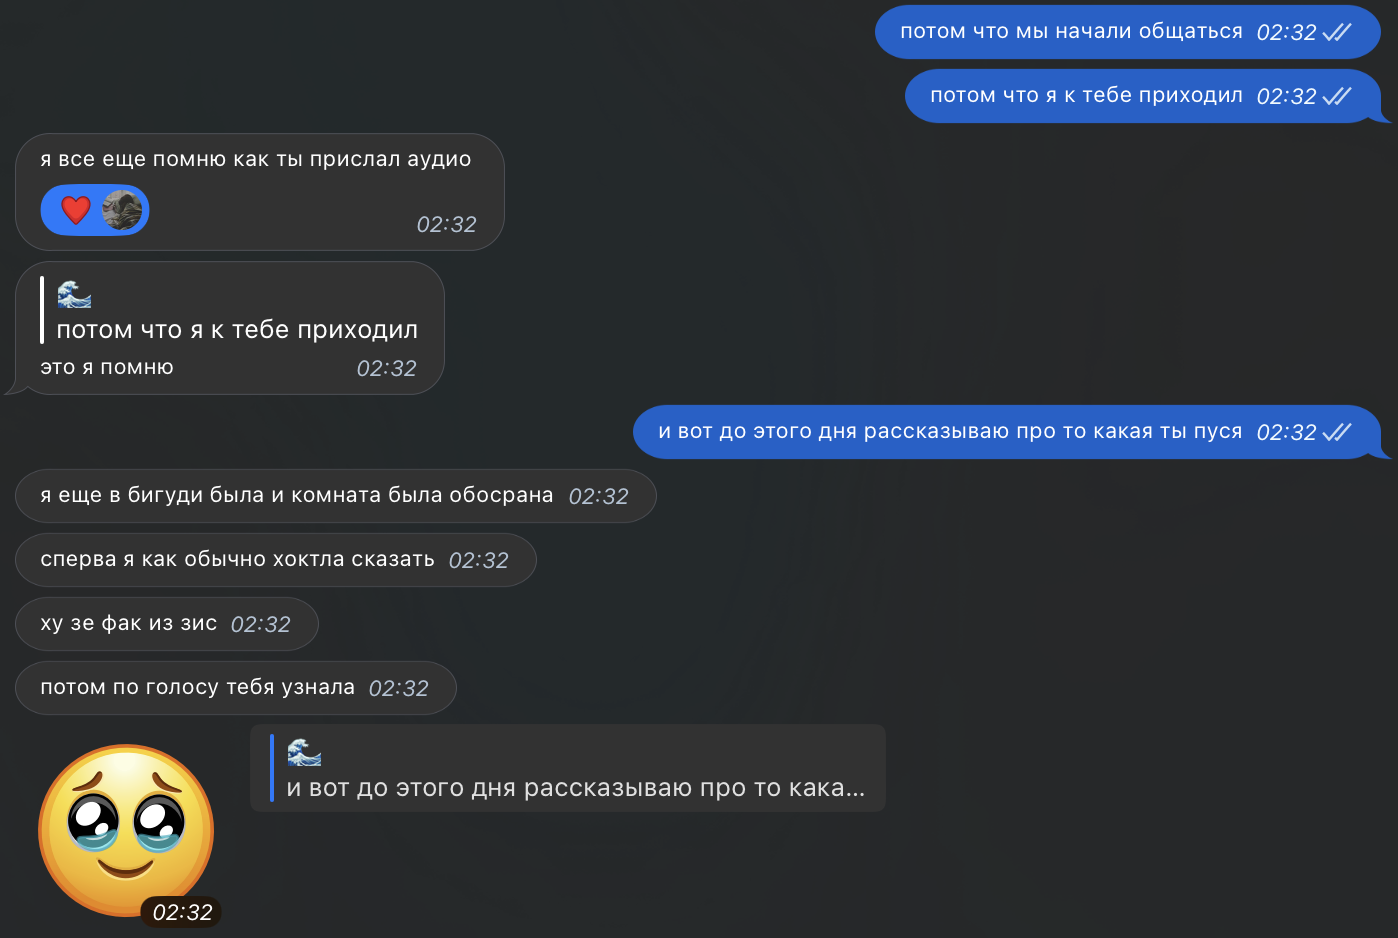 потом что мы начали общаться 02:32
потом что я к тебе приходил 02:32
я все еще помню как ты прислал аудио
02:32
потом что я к тебе приходил
это я помню 02:32
и вот до этого дня рассказываю про то какая ты пуся 02:32
я еще в бигуди была и комната была обосрана 02:32
сперва я как обычно хоктла сказать 02:32
ху зе фак из зис 02:32
потом по голосу тебя узнала 02:32
и вот до этого дня рассказываю про то кака...
02:32